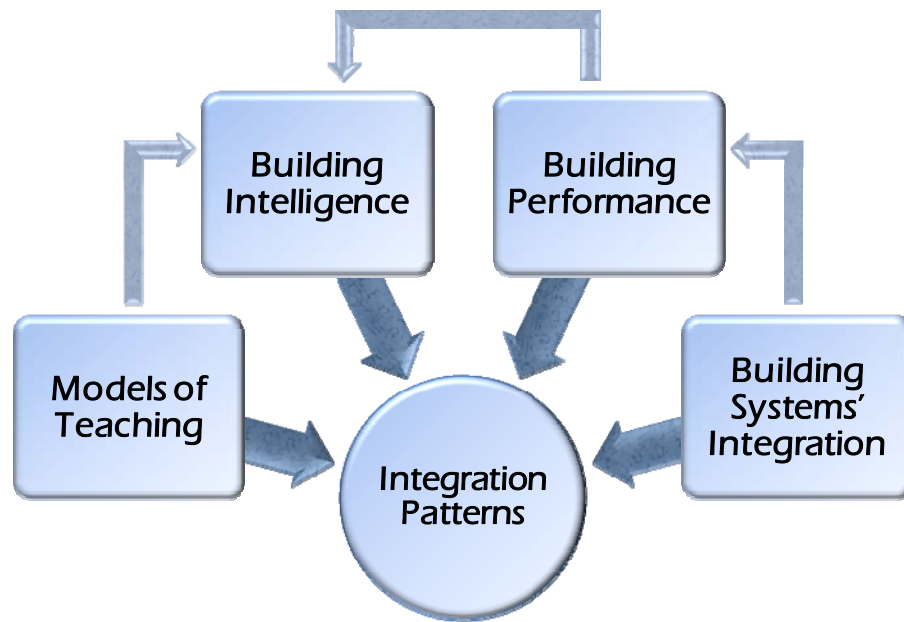 Building
Intelligence
Building
Performance
Models of
Teaching
Building
Systems’
Integration
Integration
Patterns